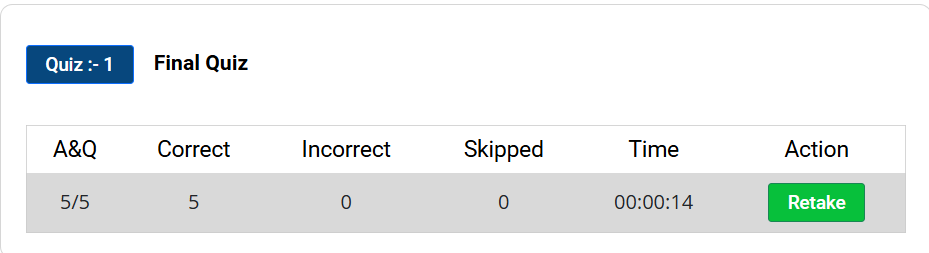 Quiz :- 1 Final Quiz
A&Q Correct Incorrect Skipped Time Action
5/5 5 0 0 00:00:14 Retake